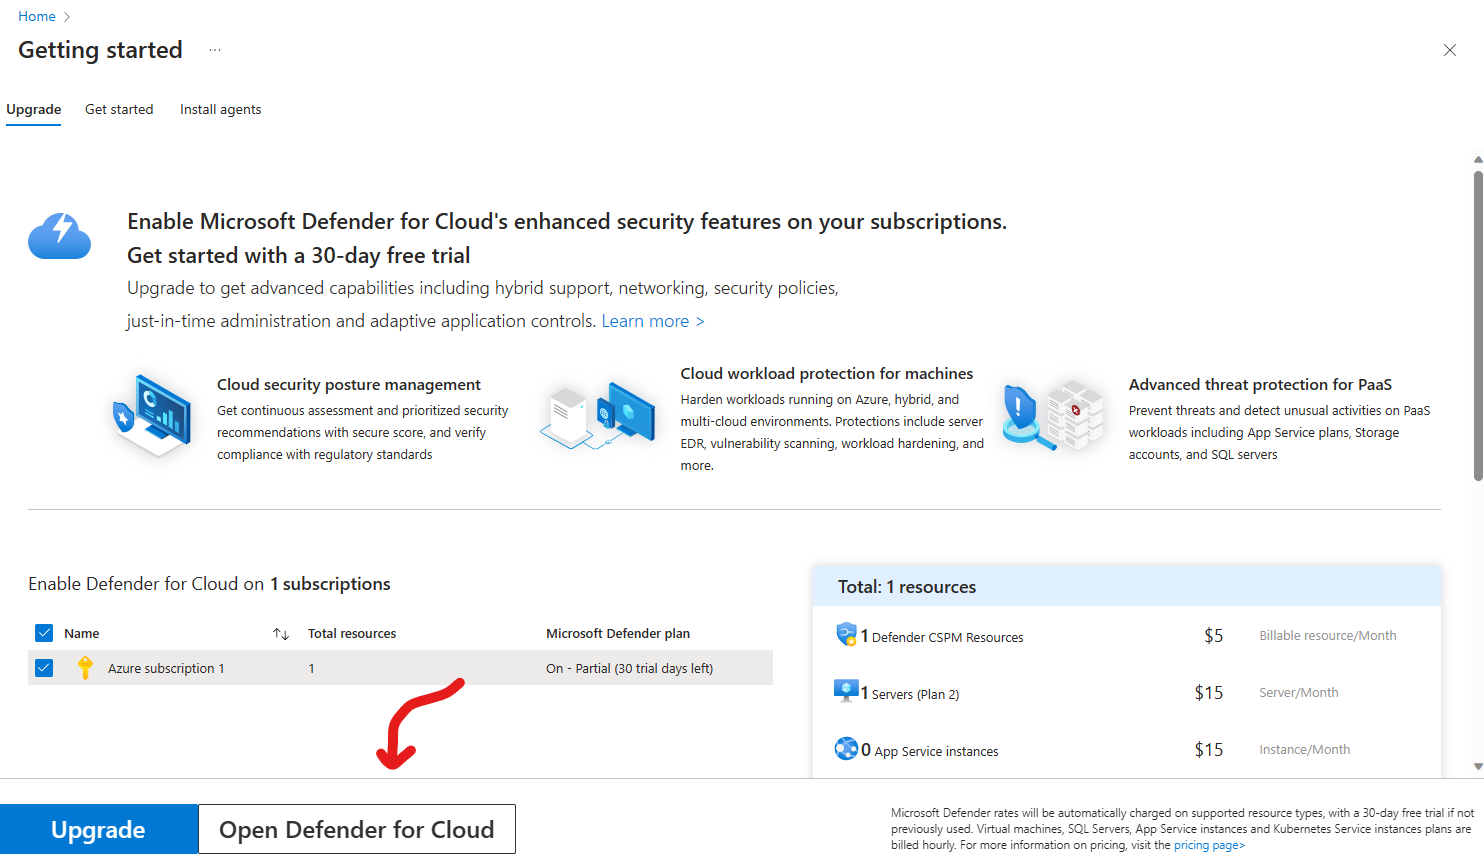 Home >
Getting started ...
Upgrade Get started Install agents
Enable Microsoft Defender for Cloud's enhanced security features on your subscriptions.
Get started with a 30-day free trial
Upgrade to get advanced capabilities including hybrid support, networking, security policies,
just-in-time administration and adaptive application controls. Learn more >
Cloud security posture management
Get continuous assessment and prioritized security
recommendations with secure score, and verify
compliance with regulatory standards
Cloud workload protection for machines
Harden workloads running on Azure, hybrid, and
multi-cloud environments. Protections include server
EDR, vulnerability scanning, workload hardening, and
more.
Advanced threat protection for PaaS
Prevent threats and detect unusual activities on PaaS
workloads including App Service plans, Storage
accounts, and SQL servers
Enable Defender for Cloud on 1 subscriptions
Name Total resources Microsoft Defender plan
Azure subscription 1 1 On - Partial (30 trial days left)
Total: 1 resources
1 Defender CSPM Resources $5 Billable resource/Month
1 Servers (Plan 2) $15 Server/Month
0 App Service instances $15 Instance/Month
Upgrade Open Defender for Cloud
Microsoft Defender rates will be automatically charged on supported resource types, with a 30-day free trial if not
previously used. Virtual machines, SQL Servers, App Service instances and Kubernetes Service instances plans are
billed hourly. For more information on pricing, visit the pricing page>